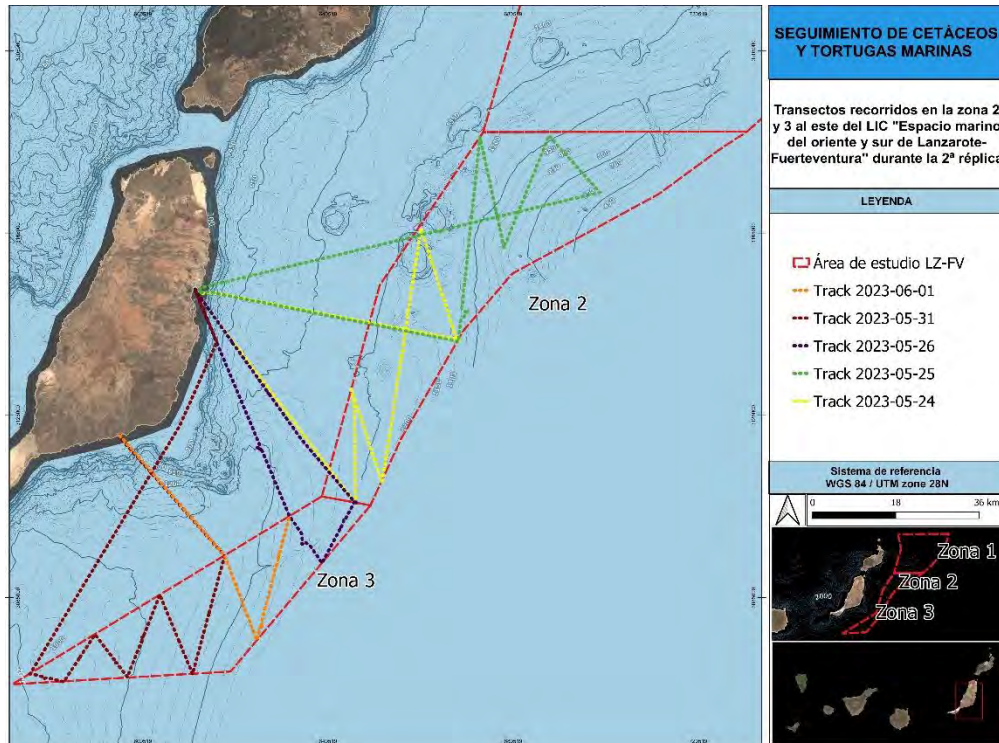 SEGUIMIENTO DE CETÁCEOS
Y TORTUGAS MARINAS
Transectos recorridos en la zona 2
y 3 al este del LIC "Espacio marino
del oriente y sur de Lanzarote-
Fuerteventura" durante la 2ª réplica
LEYENDA
Área de estudio LZ-FV
Track 2023-06-01
Track 2023-05-31
Track 2023-05-26
Track 2023-05-25
Track 2023-05-24
Zona 2
Zona 3
Sistema de referencia
WGS 84 / UTM zone 28N
0 18 36 km
Zona 1
Zona 2
Zona 3